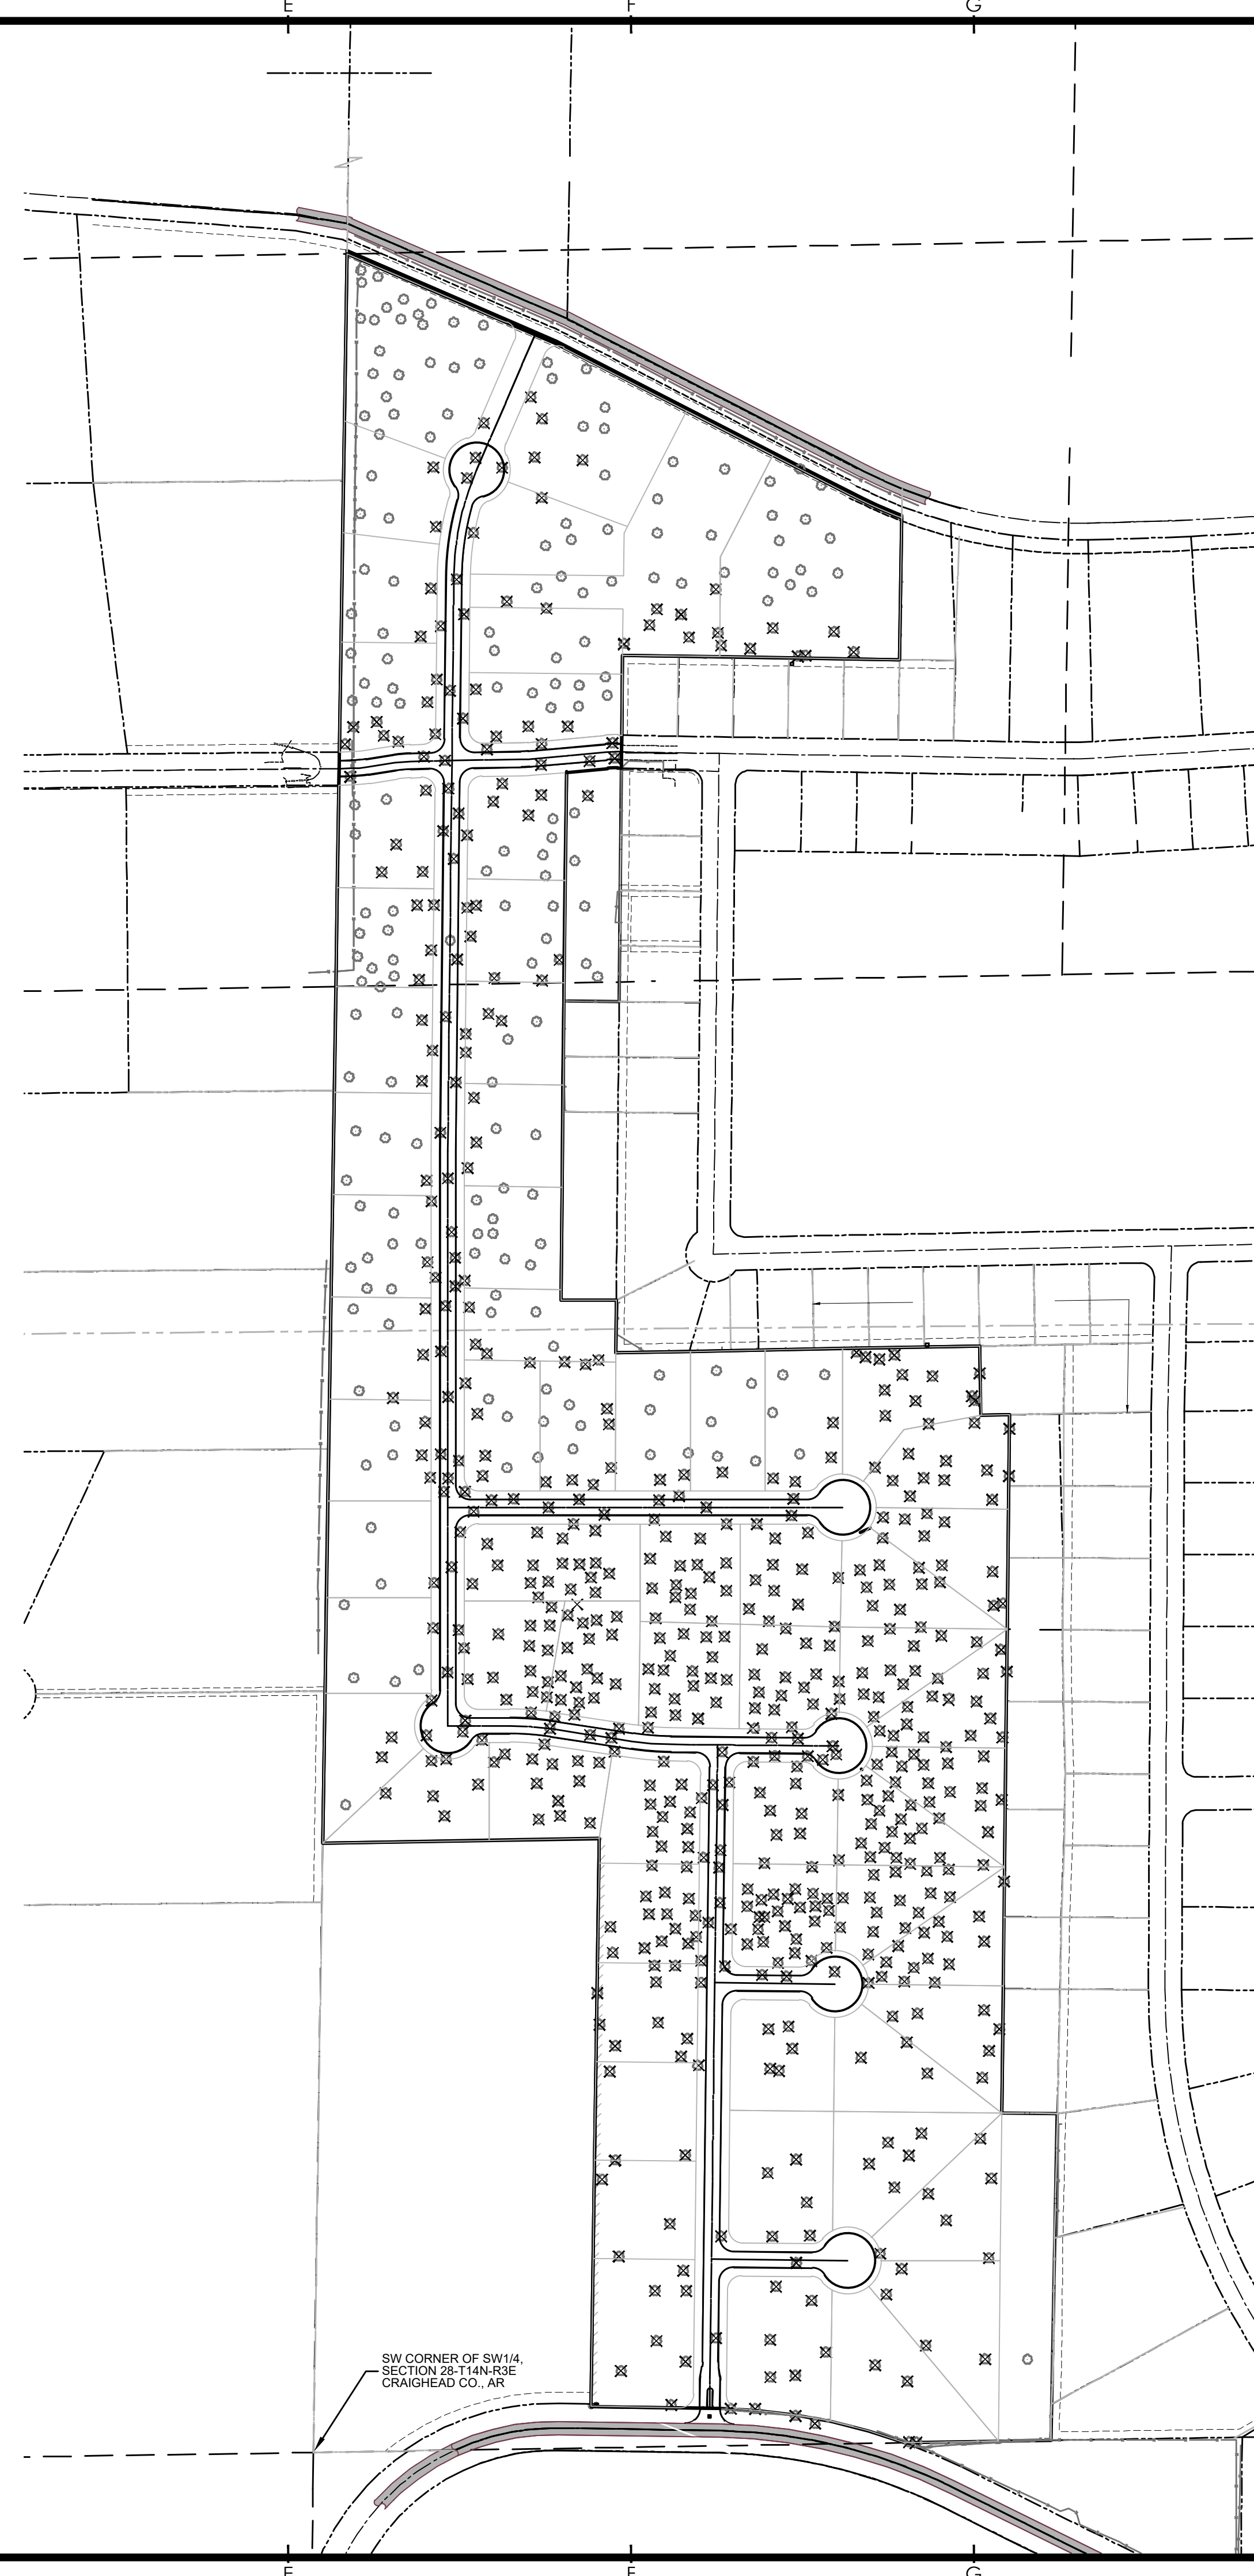 E F G
SW CORNER OF SW1/4,
SECTION 28-T14N-R3E
CRAIGHEAD CO., AR
E F G